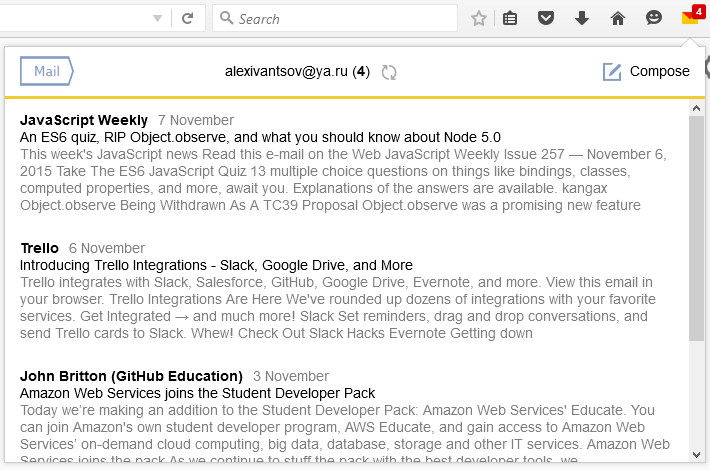 Search
4
Mail
alexivantsov@ya.ru (4)
Compose
JavaScript Weekly 7 November
An ES6 quiz, RIP Object.observe, and what you should know about Node 5.0
This week's JavaScript news Read this e-mail on the Web JavaScript Weekly Issue 257 — November 6,
2015 Take The ES6 JavaScript Quiz 13 multiple choice questions on things like bindings, classes,
computed properties, and more, await you. Explanations of the answers are available. kangax
Object.observe Being Withdrawn As A TC39 Proposal Object.observe was a promising new feature
Trello 6 November
Introducing Trello Integrations - Slack, Google Drive, and More
Trello integrates with Slack, Salesforce, GitHub, Google Drive, Evernote, and more. View this email in
your browser. Trello Integrations Are Here We've rounded up dozens of integrations with your favorite
services. Get Integrated → and much more! Slack Set reminders, drag and drop conversations, and
send Trello cards to Slack. Whew! Check Out Slack Hacks Evernote Getting down
John Britton (GitHub Education) 3 November
Amazon Web Services joins the Student Developer Pack
Today we’re making an addition to the Student Developer Pack: Amazon Web Services' Educate. You
can join Amazon's own student developer program, AWS Educate, and gain access to Amazon Web
Services’ on-demand cloud computing, big data, database, storage and other IT services. Amazon Web
Services joins the pack As we continue to stuff the pack with the best developer tools, we